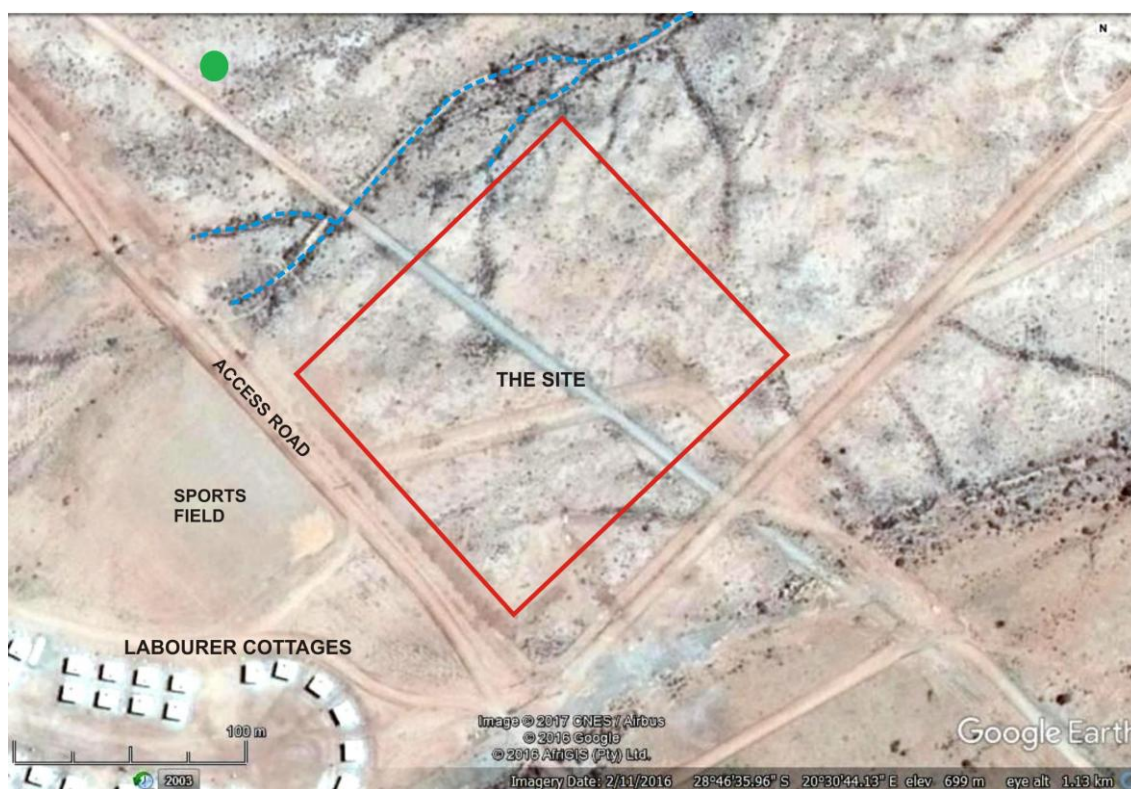 N
THE SITE
ACCESS ROAD
SPORTS
FIELD
LABOURER COTTAGES
100 m
Image © 2017 CNES / Airbus
© 2016 Google
© 2016 AfriGIS (Pty) Ltd.
Google Earth
2003
Imagery Date: 2/11/2016 28°46'35.96" S 20°30'44.13" E elev 699 m eye alt 1.13 km